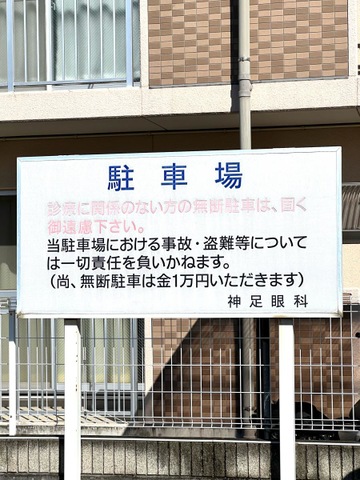 駐車場
診療に関係のない方の無断駐車は、固く
御遠慮下さい。
当駐車場における事故・盗難等について
は一切責任を負いかねます。
(尚、無断駐車は金1万円いただきます)
神足眼科